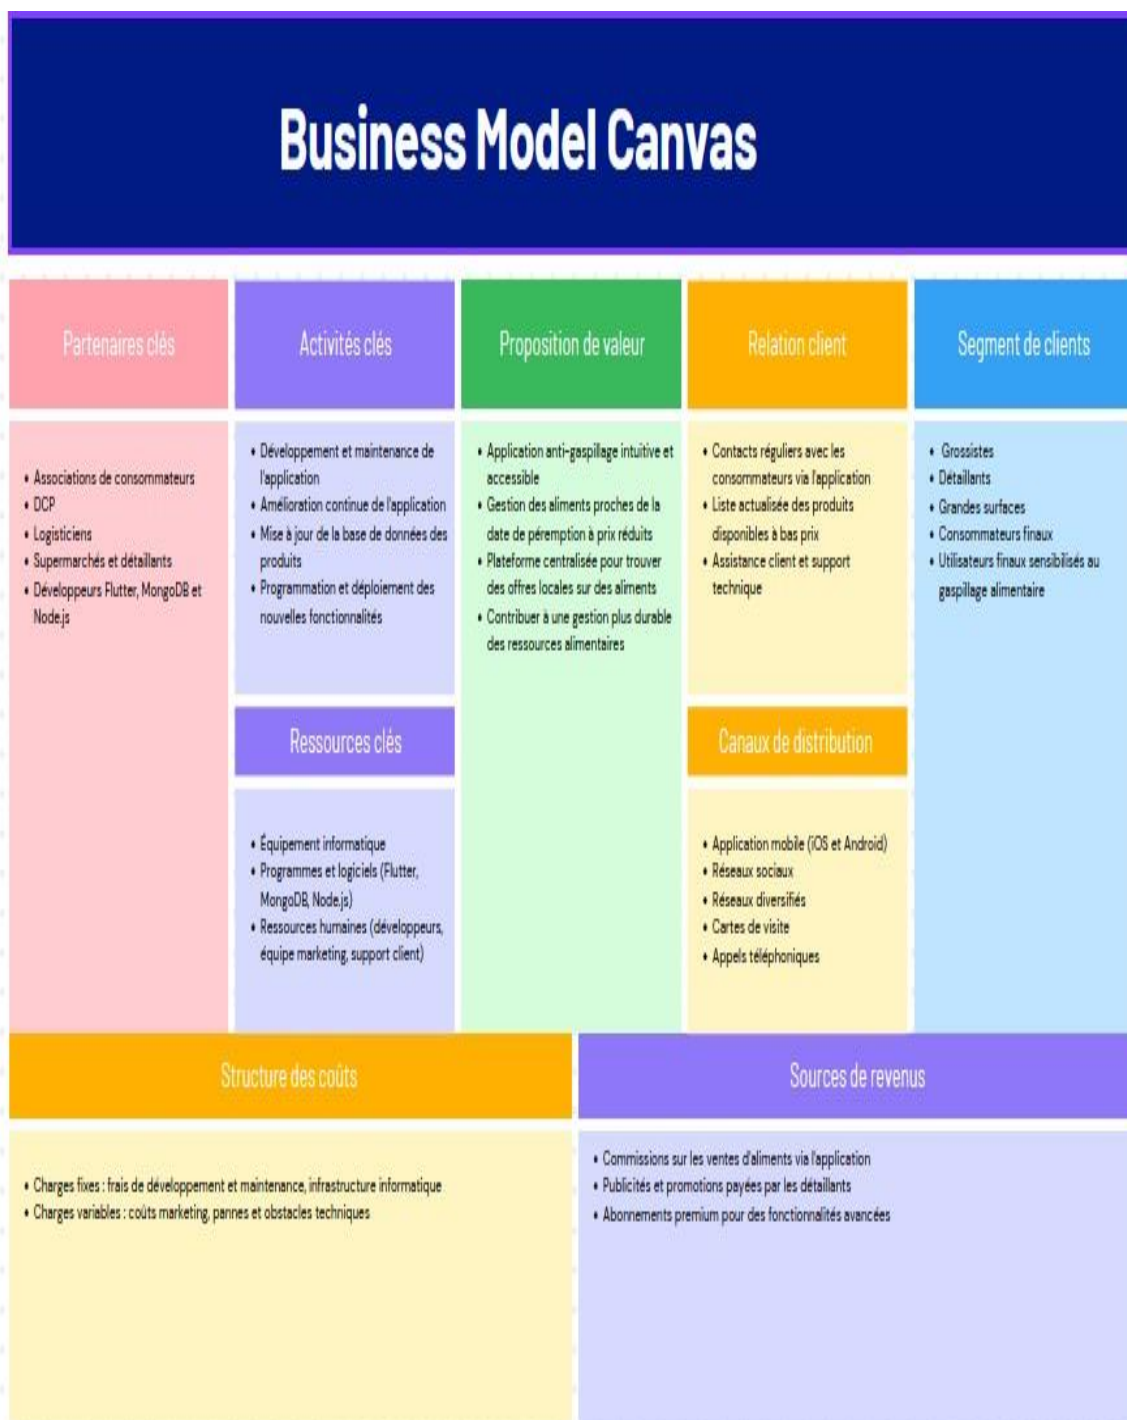 Business Model Canvas
Partenaires clés
• Associations de consommateurs
• DCP
• Logisticiens
• Supermarchés et détaillants
• Développeurs Flutter, MongoDB et
Node.js
Activités clés
• Développement et maintenance de
l'application
• Amélioration continue de l'application
• Mise à jour de la base de données des
produits
• Programmation et déploiement des
nouvelles fonctionnalités
Ressources clés
• Équipement informatique
• Programmes et logiciels (Flutter,
MongoDB, Node.js)
• Ressources humaines (développeurs,
équipe marketing, support client)
Proposition de valeur
• Application anti-gaspillage intuitive et
accessible
• Gestion des aliments proches de la
date de péremption à prix réduits
• Plateforme centralisée pour trouver
des offres locales sur des aliments
• Contribuer à une gestion plus durable
des ressources alimentaires
Relation client
• Contacts réguliers avec les
consommateurs via l'application
• Liste actualisée des produits
disponibles à bas prix
• Assistance client et support
technique
Canaux de distribution
• Application mobile (iOS et Android)
• Réseaux sociaux
• Réseaux diversifiés
• Cartes de visite
• Appels téléphoniques
Segment de clients
• Grossistes
• Détaillants
• Grandes surfaces
• Consommateurs finaux
• Utilisateurs finaux sensibilisés au
gaspillage alimentaire
Structure des coûts
• Charges fixes : frais de développement et maintenance, infrastructure informatique
• Charges variables : coûts marketing, pannes et obstacles techniques
Sources de revenus
• Commissions sur les ventes d'aliments via l'application
• Publicités et promotions payées par les détaillants
• Abonnements premium pour des fonctionnalités avancées